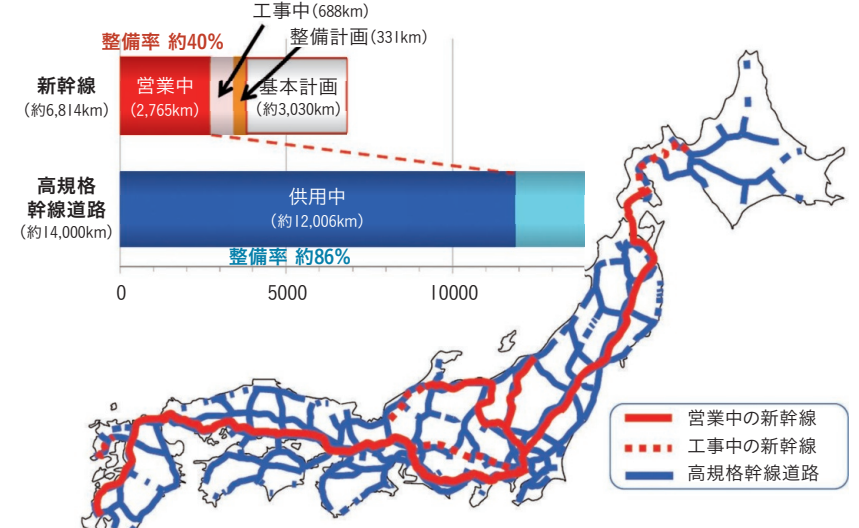 工事中(688km)
整備率 約40%
整備計画(331km)
新幹線
(約6,814km)
営業中
(2,765km)
基本計画
(約3,030km)
高規格
幹線道路
(約14,000km)
供用中
(約12,006km)
整備率 約86%
0
5000
10000
営業中の新幹線
工事中の新幹線
高規格幹線道路